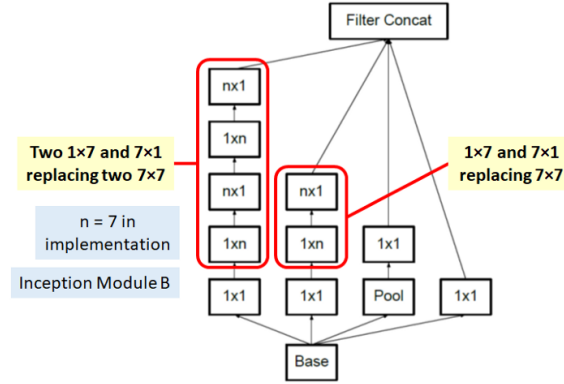 Filter Concat
nx1
1xn
nx1
1xn
1x1
nx1
1xn
1x1
1x1
Pool
1x1
Base
Two 1×7 and 7×1
replacing two 7×7
n = 7 in
implementation
Inception Module B
1×7 and 7×1
replacing 7×7